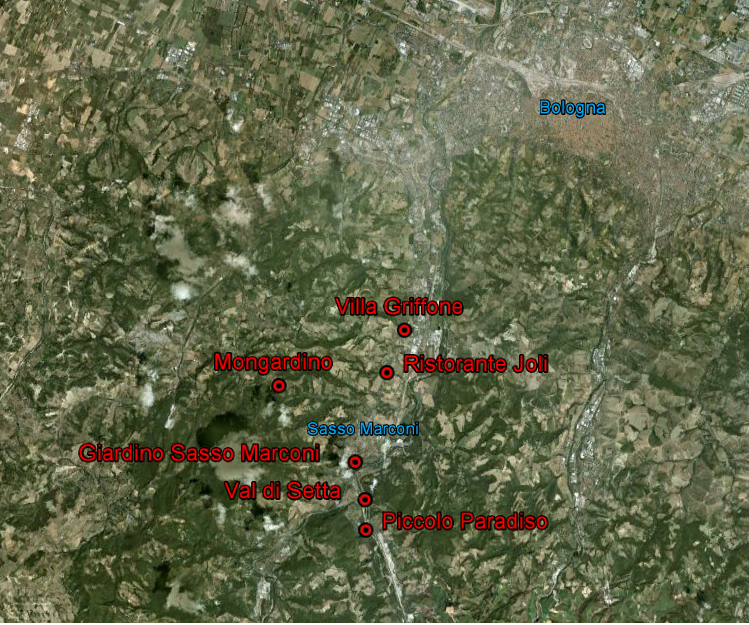 Bologna
Villa Griffone
Mongardino
Ristorante Joli
Sasso Marconi
Giardino Sasso Marconi
Val di Setta
Piccolo Paradiso